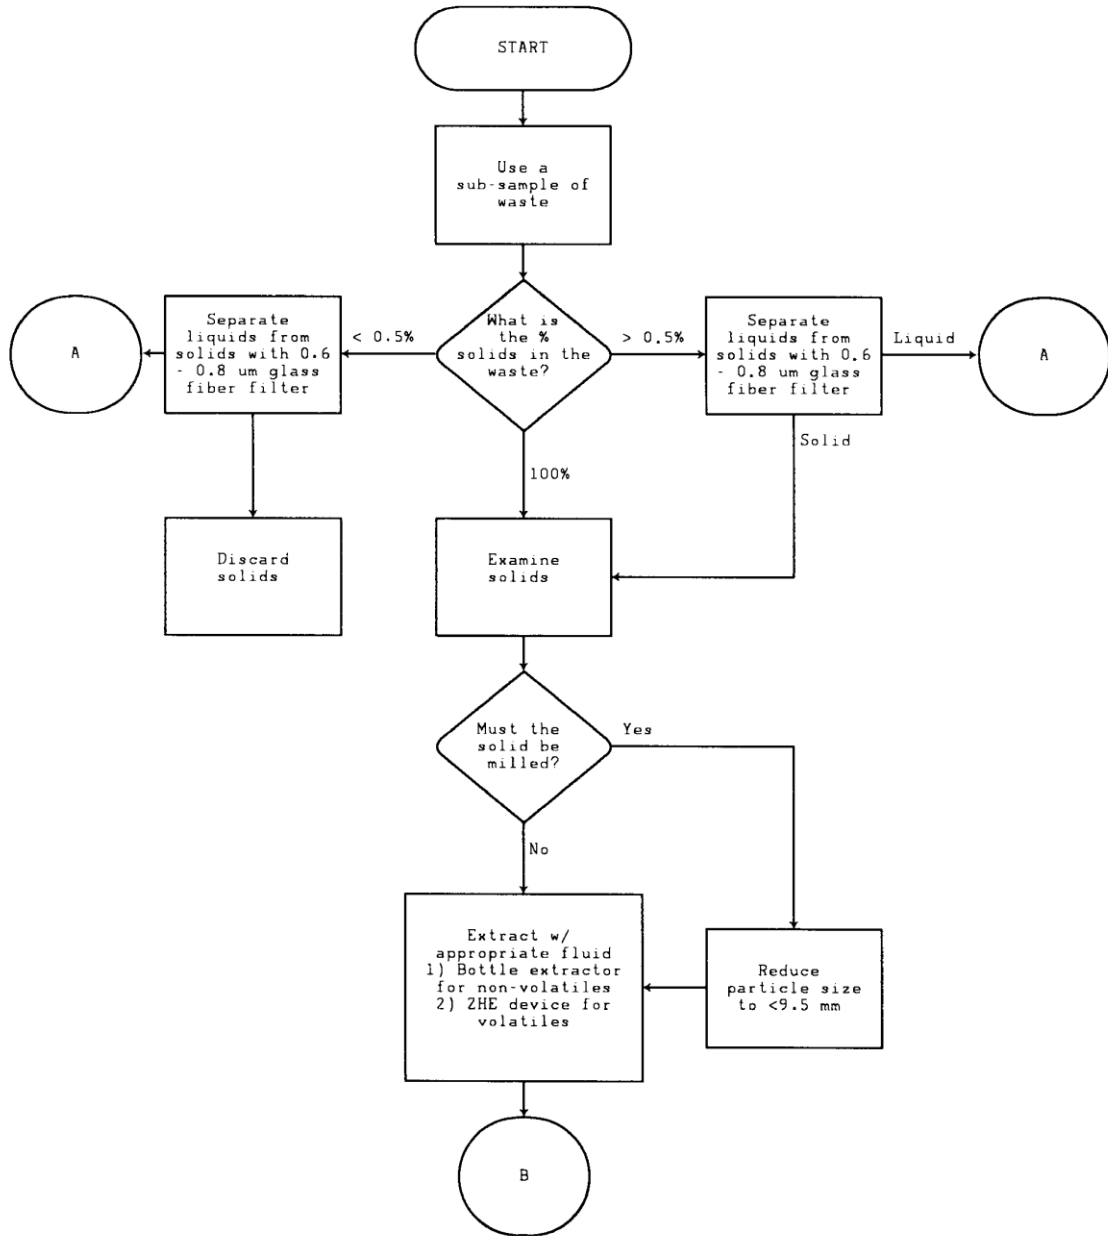 START
Use a
sub-sample of
waste
What is
the %
solids in the
waste?
< 0.5%
Separate
liquids from
solids with 0.6
- 0.8 um glass
fiber filter
A
> 0.5%
Separate
liquids from
solids with 0.6
- 0.8 um glass
fiber filter
Liquid
A
Solid
100%
Discard
solids
Examine
solids
Must the
solid be
milled?
Yes
No
Extract w/
appropriate fluid
1) Bottle extractor
for non-volatiles
2) ZHE device for
volatiles
Reduce
particle size
to <9.5 mm
B